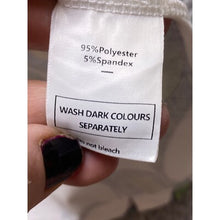 95%Polyester
5%Spandex
WASH DARK COLOURS
SEPARATELY
not bleach